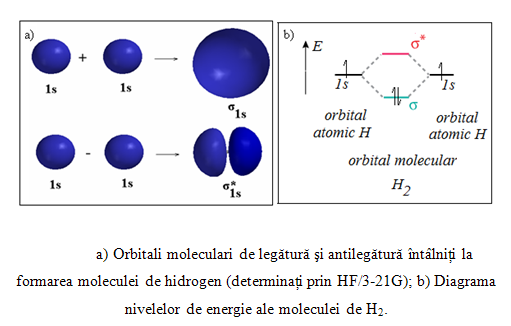 a)
+
1s 1s
σ1s
-
1s 1s
σ*1s
b)
E
σ*
1s 1s
σ
orbital
atomic H
orbital
atomic H
orbital molecular
H2
a) Orbitali moleculari de legătură şi antilegătură întâlniți la
formarea moleculei de hidrogen (determinați prin HF/3-21G); b) Diagrama
nivelelor de energie ale moleculei de H2.